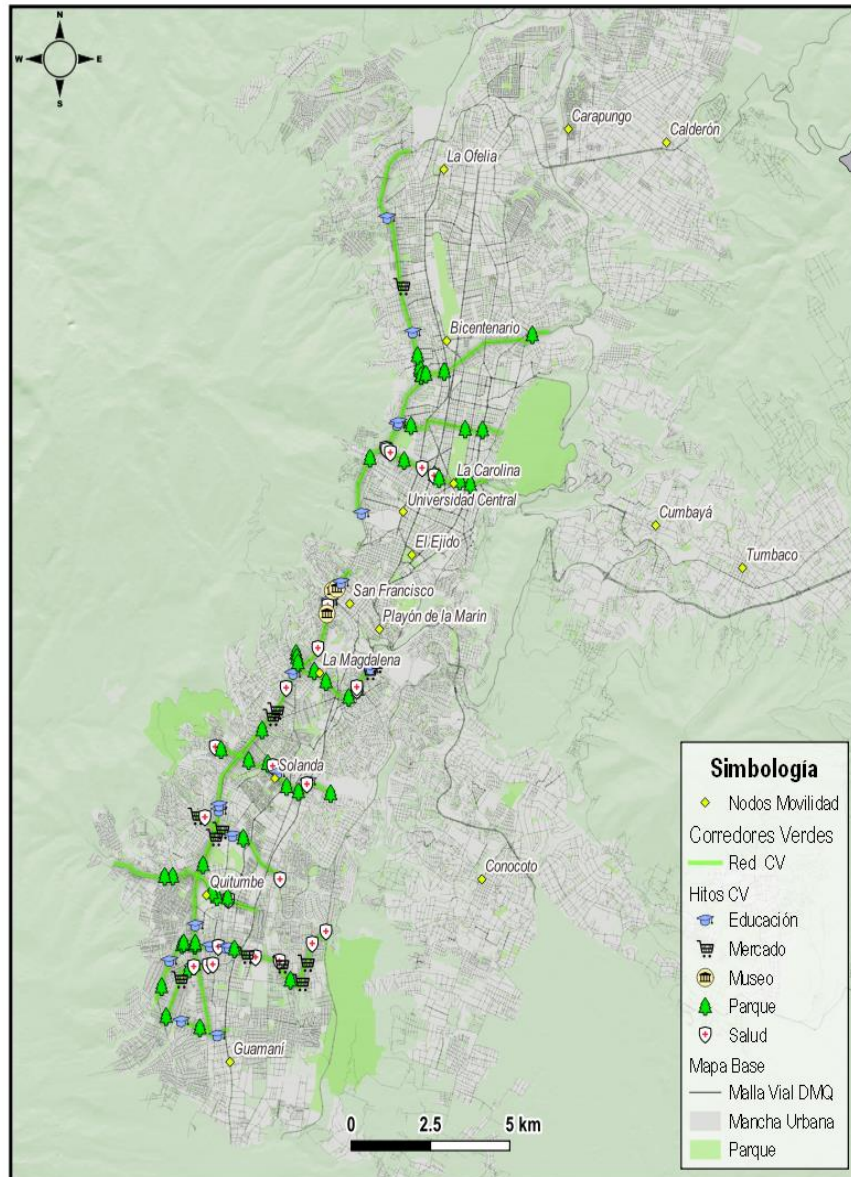 N
W
E
S
Carapungo
Calderón
La Ofelia
Bicentenario
La Carolina
Universidad Central
Cumbayá
El Ejido
Tumbaco
San Francisco
Playón de la Marín
La Magdalena
Solanda
Conocoto
Quitumbe
Guamaní
0 2.5 5 km
Simbología
Nodos Movilidad
Corredores Verdes
Red CV
Hitos CV
Educación
Mercado
Museo
Parque
Salud
Mapa Base
Malla Vial DMQ
Mancha Urbana
Parque